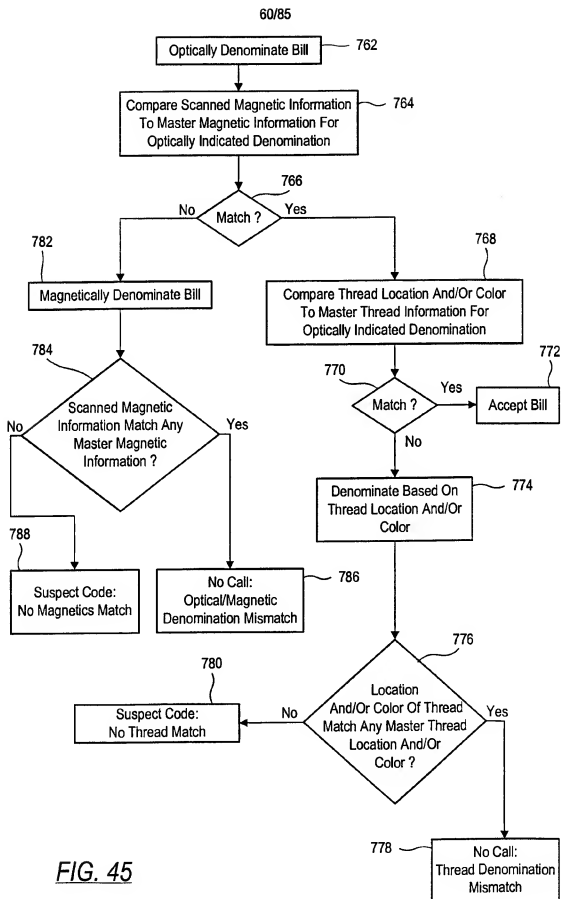 60/85
Optically Denominate Bill
762
Compare Scanned Magnetic Information
To Master Magnetic Information For
Optically Indicated Denomination
764
766
No
Match ?
Yes
782
Magnetically Denominate Bill
768
Compare Thread Location And/Or Color
To Master Thread Information For
Optically Indicated Denomination
784
770
772
Match ?
Yes
Accept Bill
No
Scanned Magnetic
Information Match Any
Master Magnetic
Information ?
No
Yes
Denominate Based On
Thread Location And/Or
Color
774
788
Suspect Code:
No Magnetics Match
No Call:
Optical/Magnetic
Denomination Mismatch
786
776
780
Suspect Code:
No Thread Match
No
Location
And/Or Color Of Thread
Match Any Master Thread
Location And/Or
Color ?
Yes
778
No Call:
Thread Denomination
Mismatch
FIG. 45